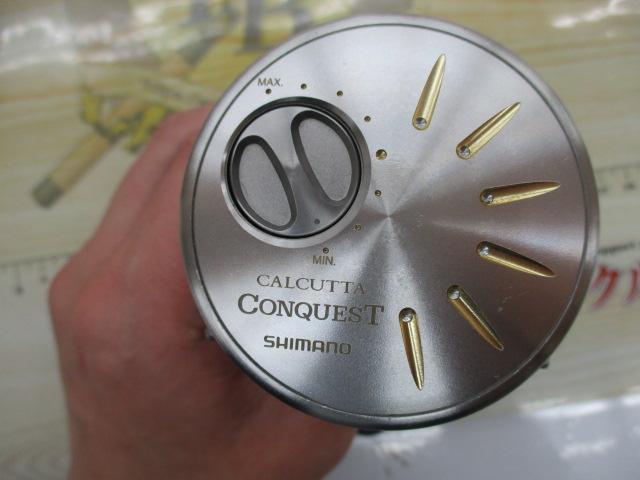 MAX.
MIN.
CALCUTTA
CONQUEST
SHIMANO